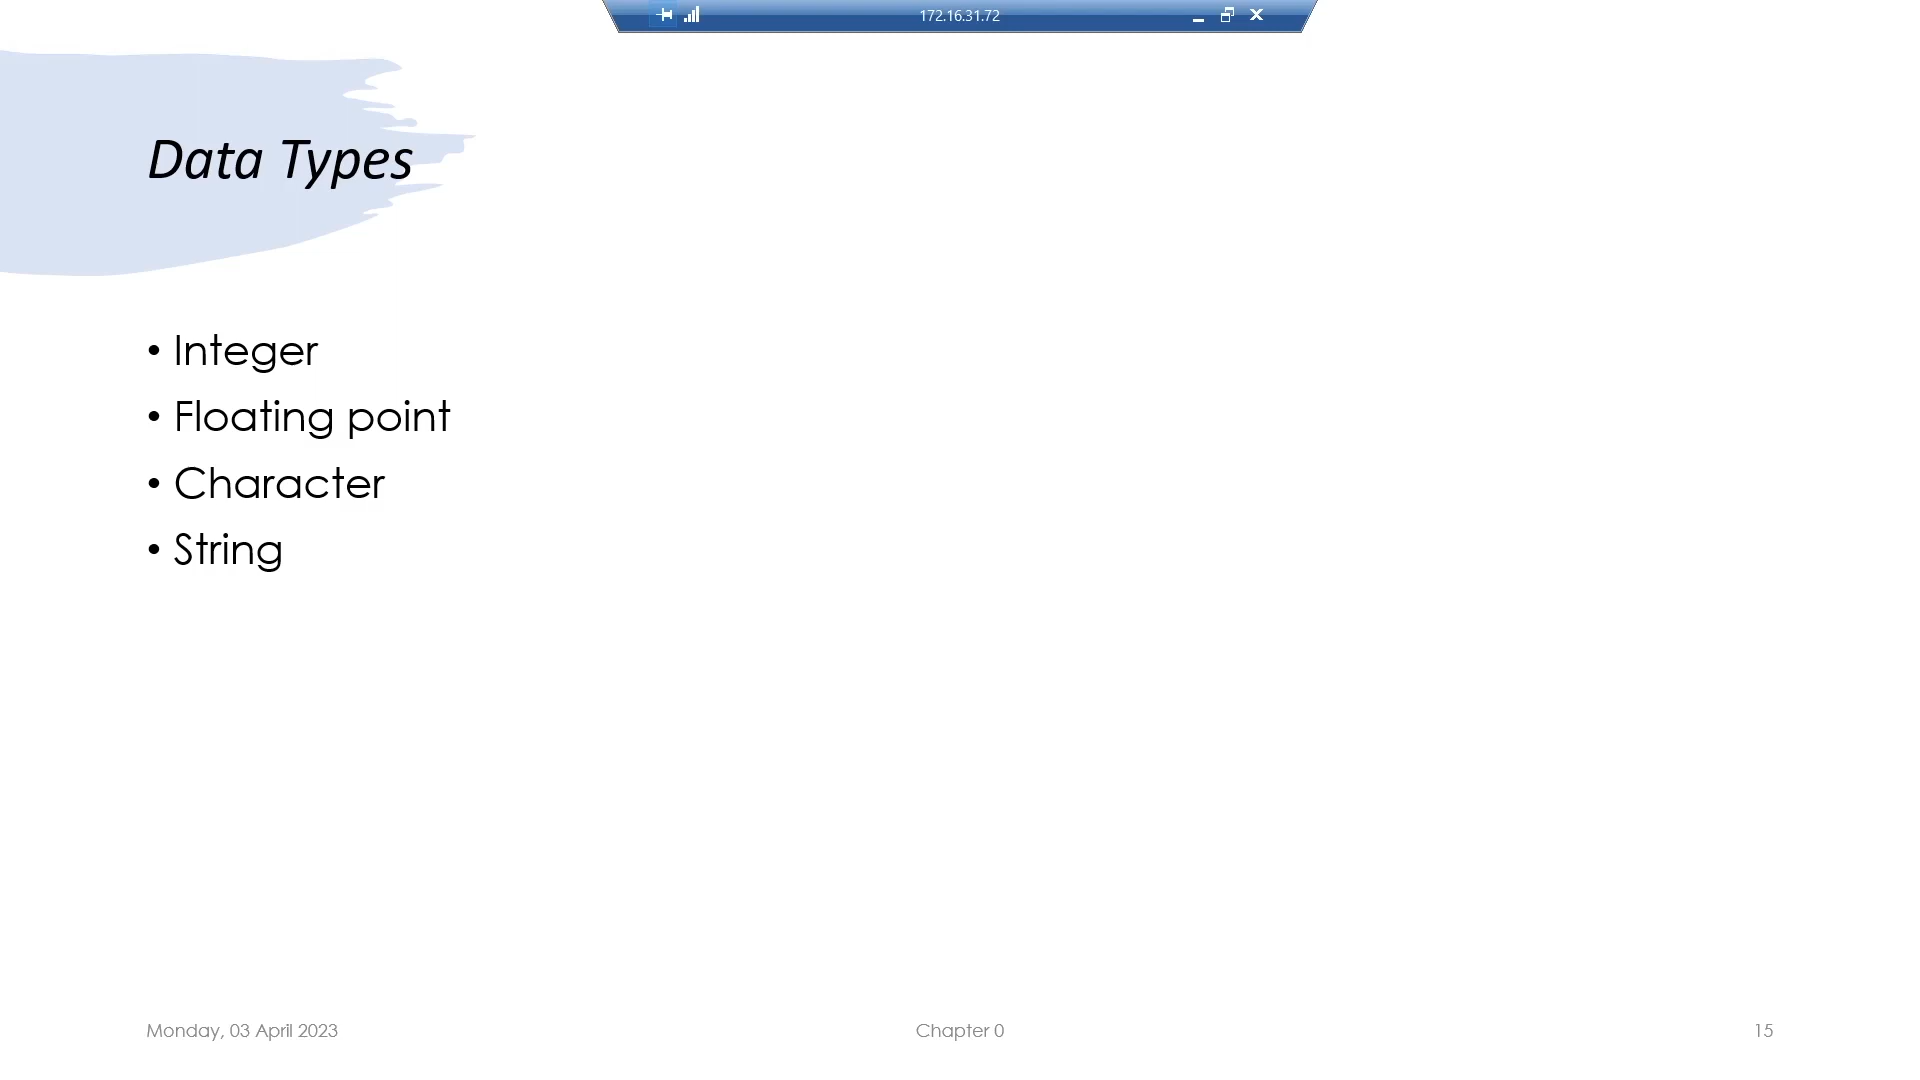 172.16.31.72
Data Types
• Integer
• Floating point
• Character
• String
Monday, 03 April 2023
Chapter 0
15